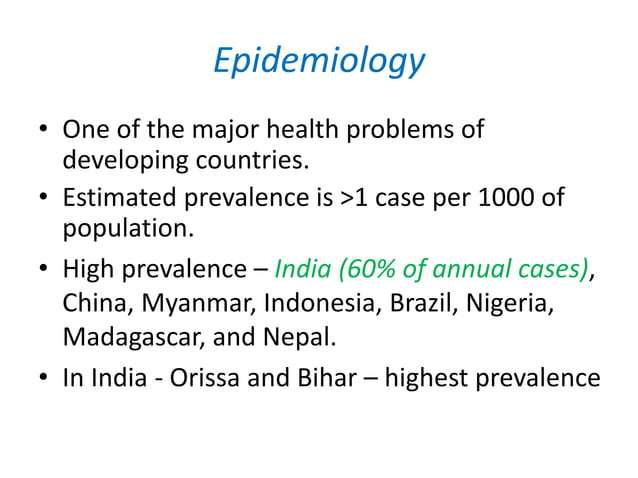 Epidemiology
• One of the major health problems of
developing countries.
• Estimated prevalence is >1 case per 1000 of
population.
• High prevalence – India (60% of annual cases),
China, Myanmar, Indonesia, Brazil, Nigeria,
Madagascar, and Nepal.
• In India - Orissa and Bihar – highest prevalence